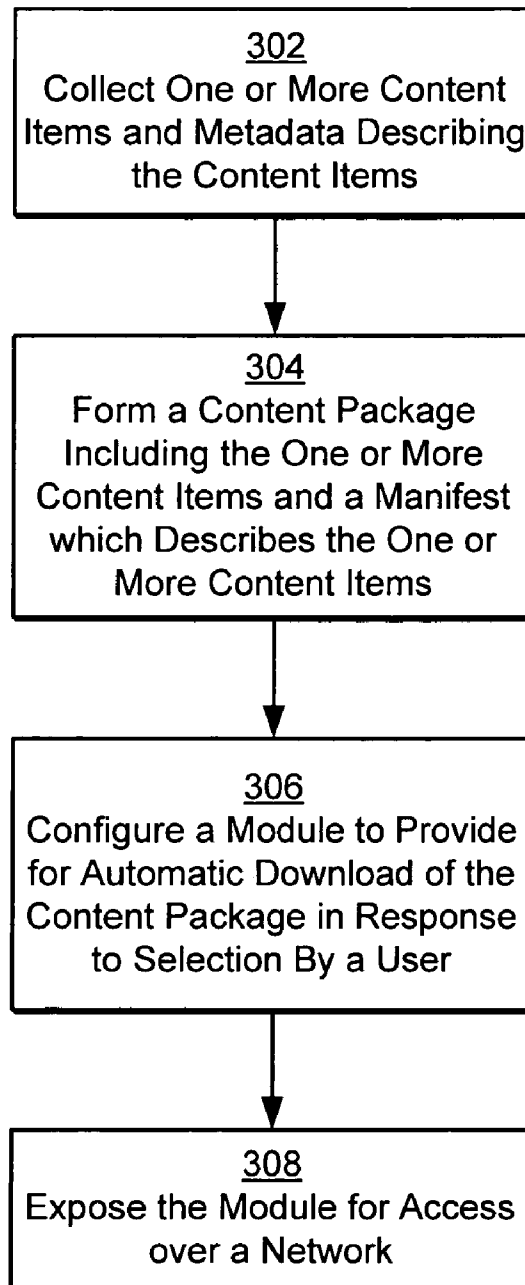 302
Collect One or More Content
Items and Metadata Describing
the Content Items
304
Form a Content Package
Including the One or More
Content Items and a Manifest
which Describes the One or
More Content Items
306
Configure a Module to Provide
for Automatic Download of the
Content Package in Response
to Selection By a User
308
Expose the Module for Access
over a Network